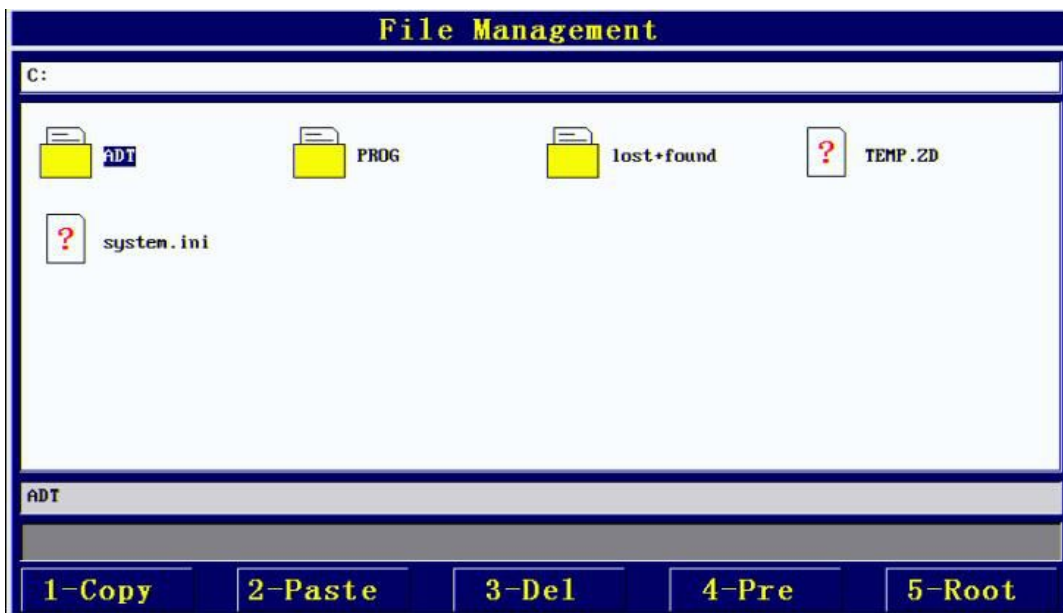 File Management
C:
ADT PROG lost+found ? TEMP.ZD
? system.ini
ADT
1-Copy 2-Paste 3-Del 4-Pre 5-Root